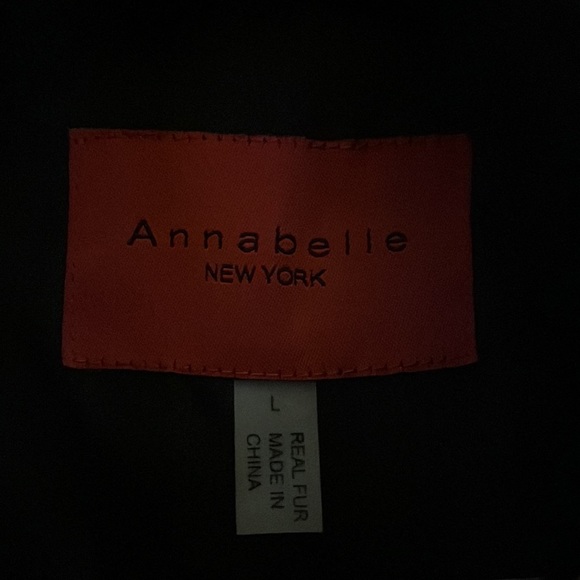 Annabelle
NEW YORK
L
REAL FUR
MADE IN
CHINA